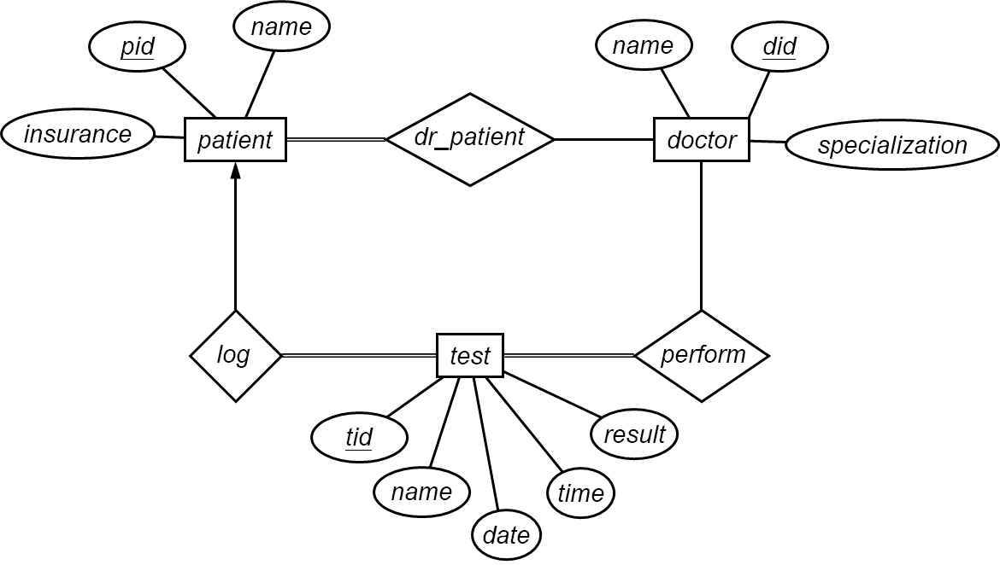 name
pid
name
did
insurance
patient
dr_patient
doctor
specialization
log
test
perform
tid
result
name
time
date